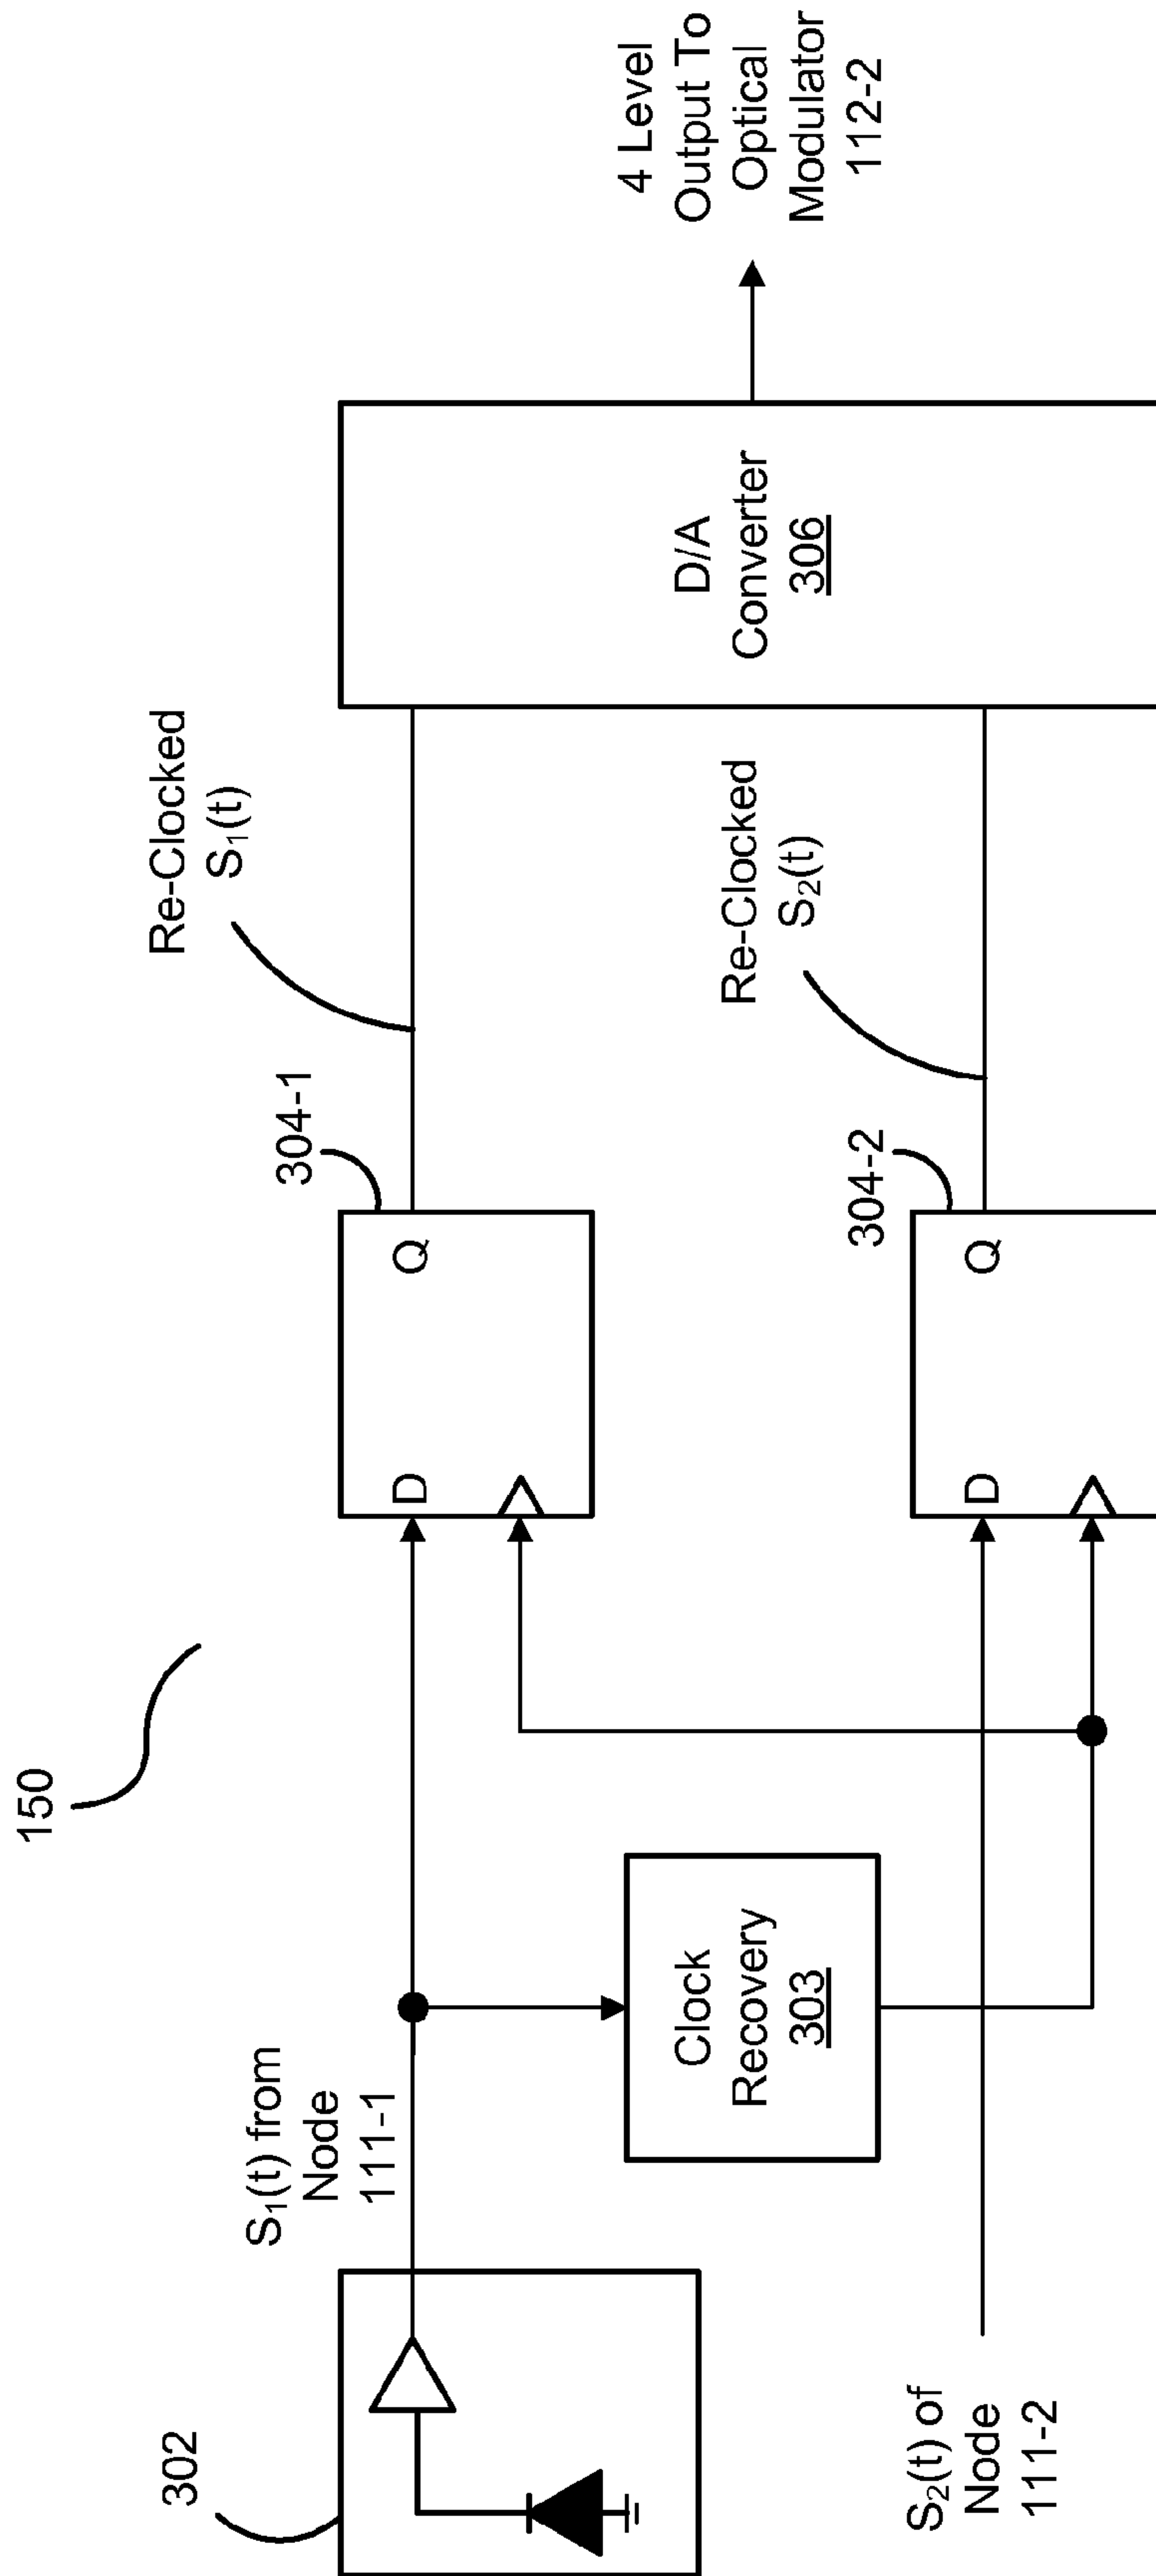 150
302
S₁(t) from
Node
111-1
Clock
Recovery
303
S₂(t) of
Node
111-2
304-1
D
Q
304-2
D
Q
Re-Clocked
S₁(t)
Re-Clocked
S₂(t)
D/A
Converter
306
4 Level
Output To
Optical
Modulator
112-2